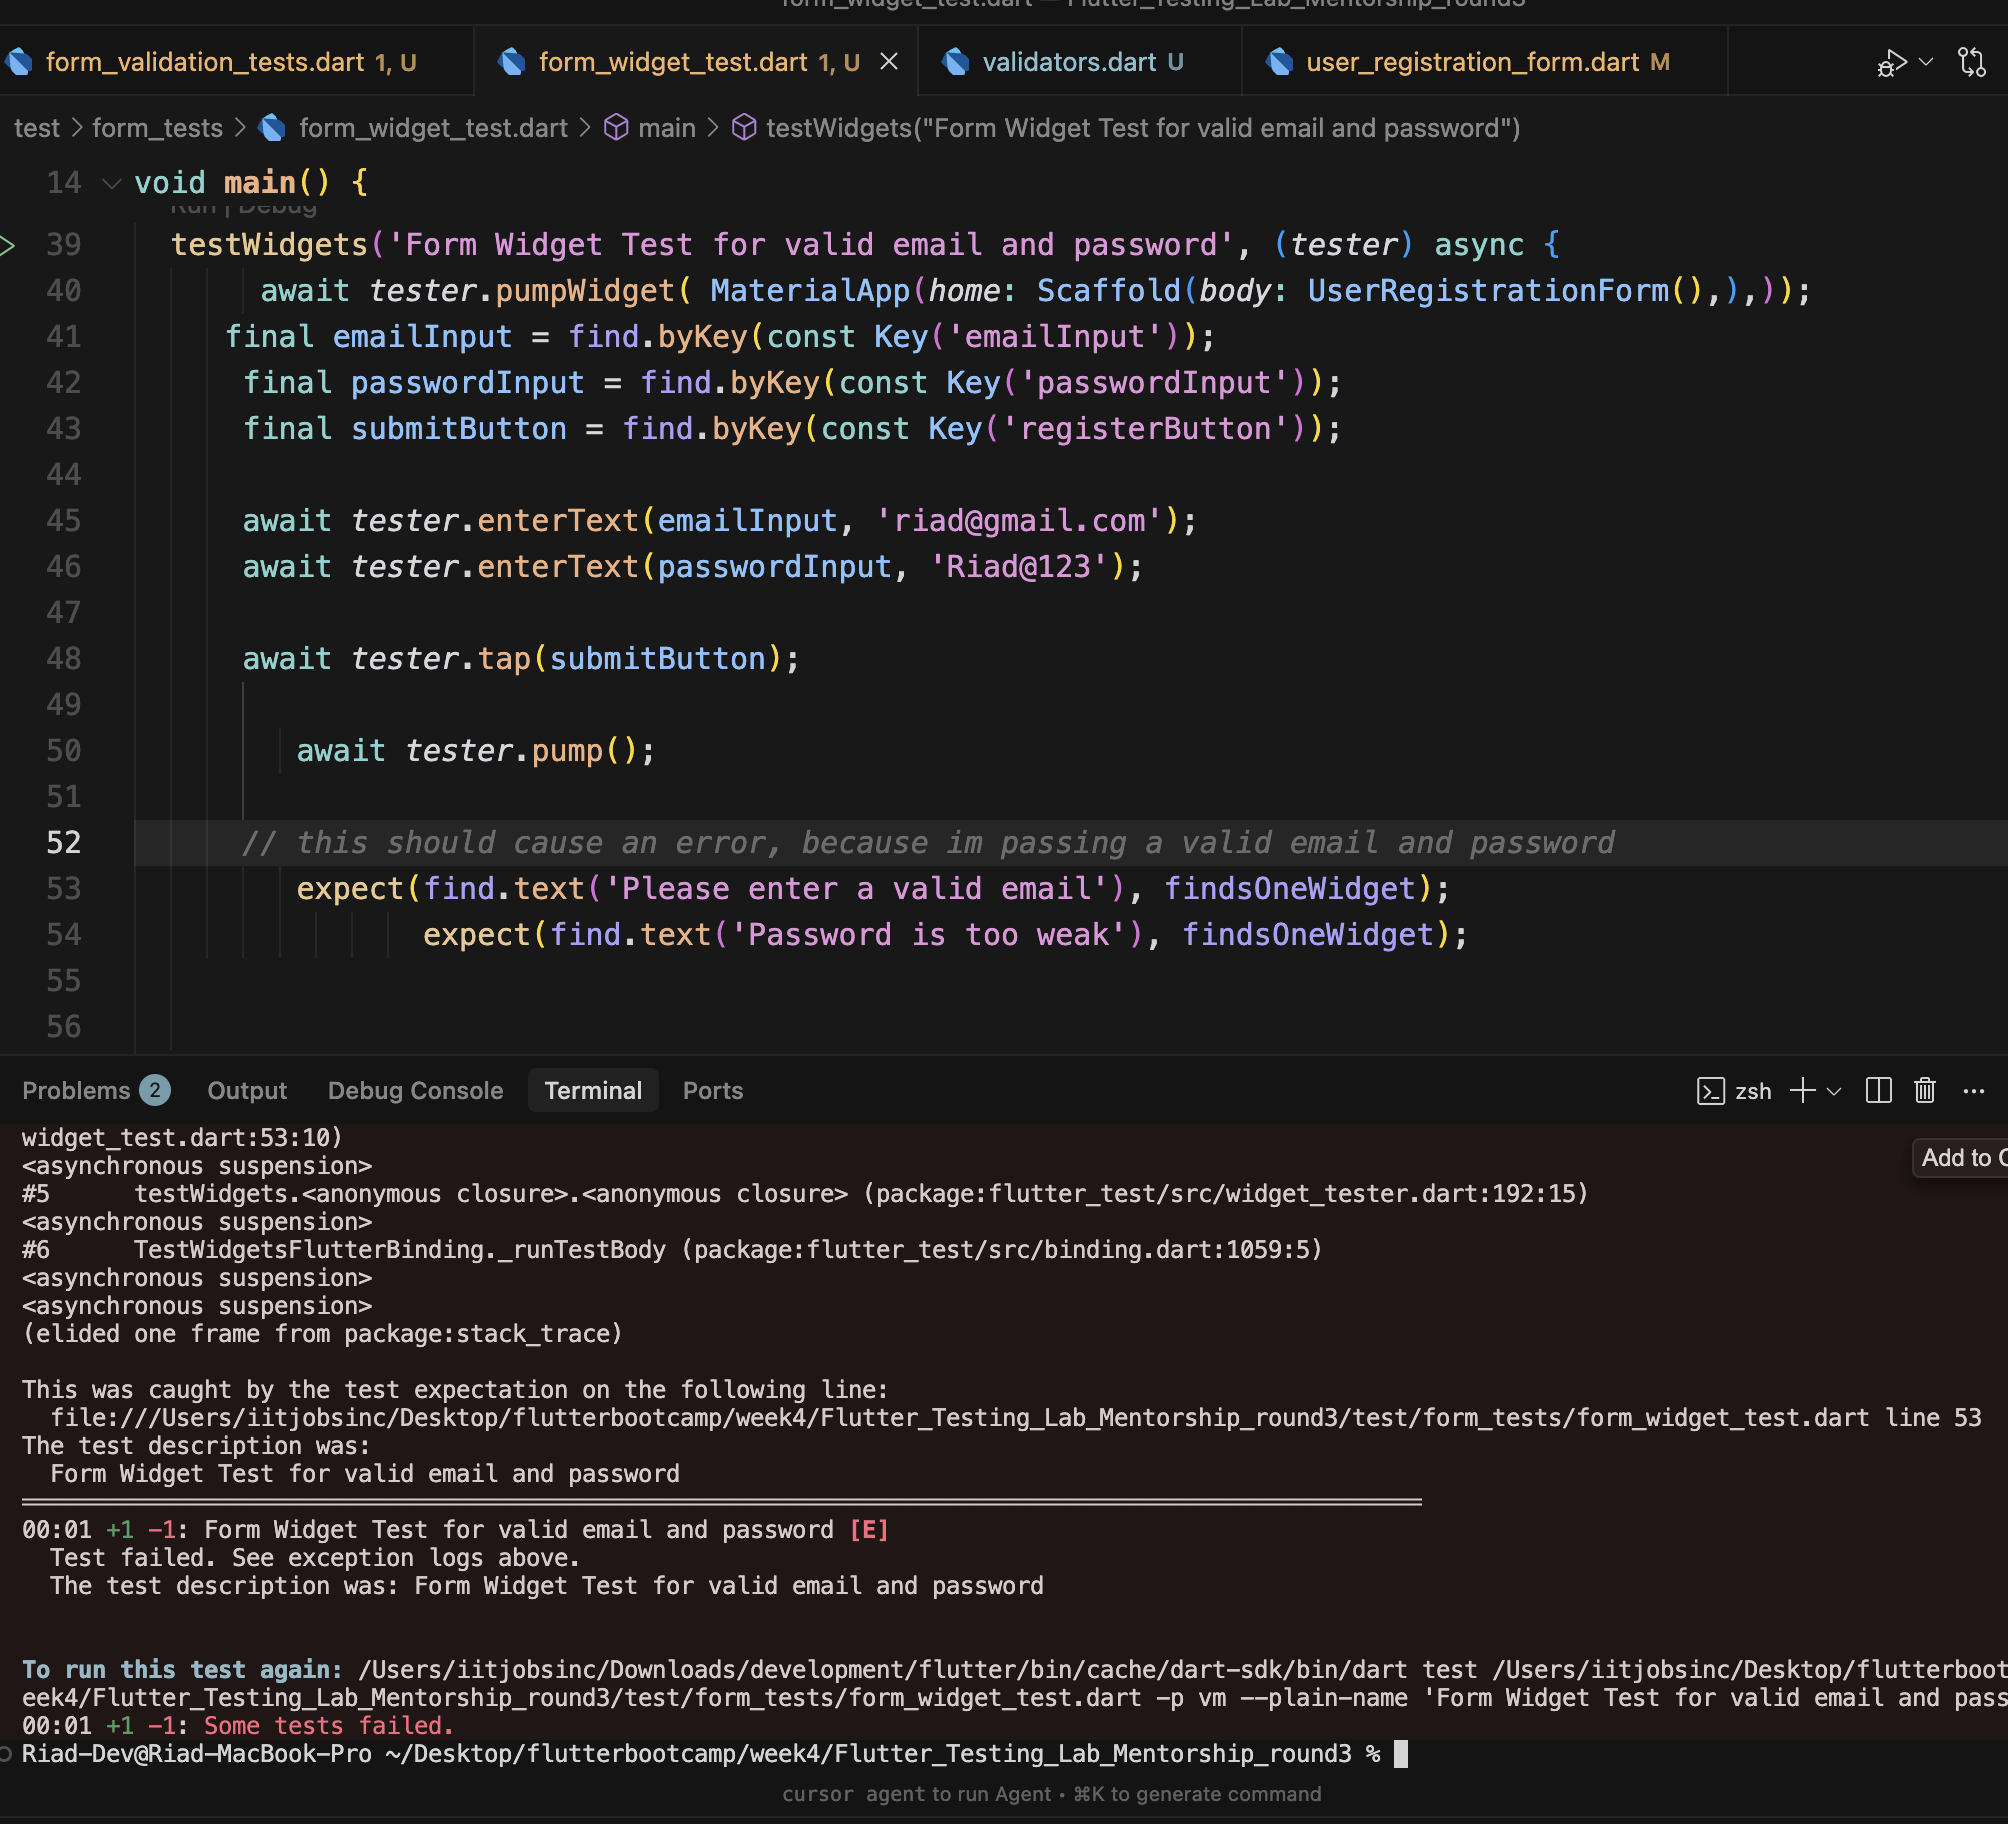 form_widget_test.dart — Flutter_Testing_Lab_Mentorship_round3
form_validation_tests.dart 1, U
form_widget_test.dart 1, U
validators.dart U
user_registration_form.dart M
test > form_tests > form_widget_test.dart > main > testWidgets("Form Widget Test for valid email and password")
14 void main() {
Run | Debug
39 testWidgets('Form Widget Test for valid email and password', (tester) async {
40 await tester.pumpWidget( MaterialApp(home: Scaffold(body: UserRegistrationForm(),),));
41 final emailInput = find.byKey(const Key('emailInput'));
42 final passwordInput = find.byKey(const Key('passwordInput'));
43 final submitButton = find.byKey(const Key('registerButton'));
44
45 await tester.enterText(emailInput, 'riad@gmail.com');
46 await tester.enterText(passwordInput, 'Riad@123');
47
48 await tester.tap(submitButton);
49
50 await tester.pump();
51
52 // this should cause an error, because im passing a valid email and password
53 expect(find.text('Please enter a valid email'), findsOneWidget);
54 expect(find.text('Password is too weak'), findsOneWidget);
55
56
Problems 2 Output Debug Console Terminal Ports zsh
widget_test.dart:53:10)
Add to
<asynchronous suspension>
#5      testWidgets.<anonymous closure>.<anonymous closure> (package:flutter_test/src/widget_tester.dart:192:15)
<asynchronous suspension>
#6      TestWidgetsFlutterBinding._runTestBody (package:flutter_test/src/binding.dart:1059:5)
<asynchronous suspension>
<asynchronous suspension>
(elided one frame from package:stack_trace)
This was caught by the test expectation on the following line:
file:///Users/iitjobsinc/Desktop/flutterbootcamp/week4/Flutter_Testing_Lab_Mentorship_round3/test/form_tests/form_widget_test.dart line 53
The test description was:
Form Widget Test for valid email and password
00:01 +1 -1: Form Widget Test for valid email and password [E]
Test failed. See exception logs above.
The test description was: Form Widget Test for valid email and password
To run this test again: /Users/iitjobsinc/Downloads/development/flutter/bin/cache/dart-sdk/bin/dart test /Users/iitjobsinc/Desktop/flutterboot
eek4/Flutter_Testing_Lab_Mentorship_round3/test/form_tests/form_widget_test.dart -p vm --plain-name 'Form Widget Test for valid email and pass
00:01 +1 -1: Some tests failed.
Riad-Dev@Riad-MacBook-Pro ~/Desktop/flutterbootcamp/week4/Flutter_Testing_Lab_Mentorship_round3 %
cursor agent to run Agent • ⌘K to generate command